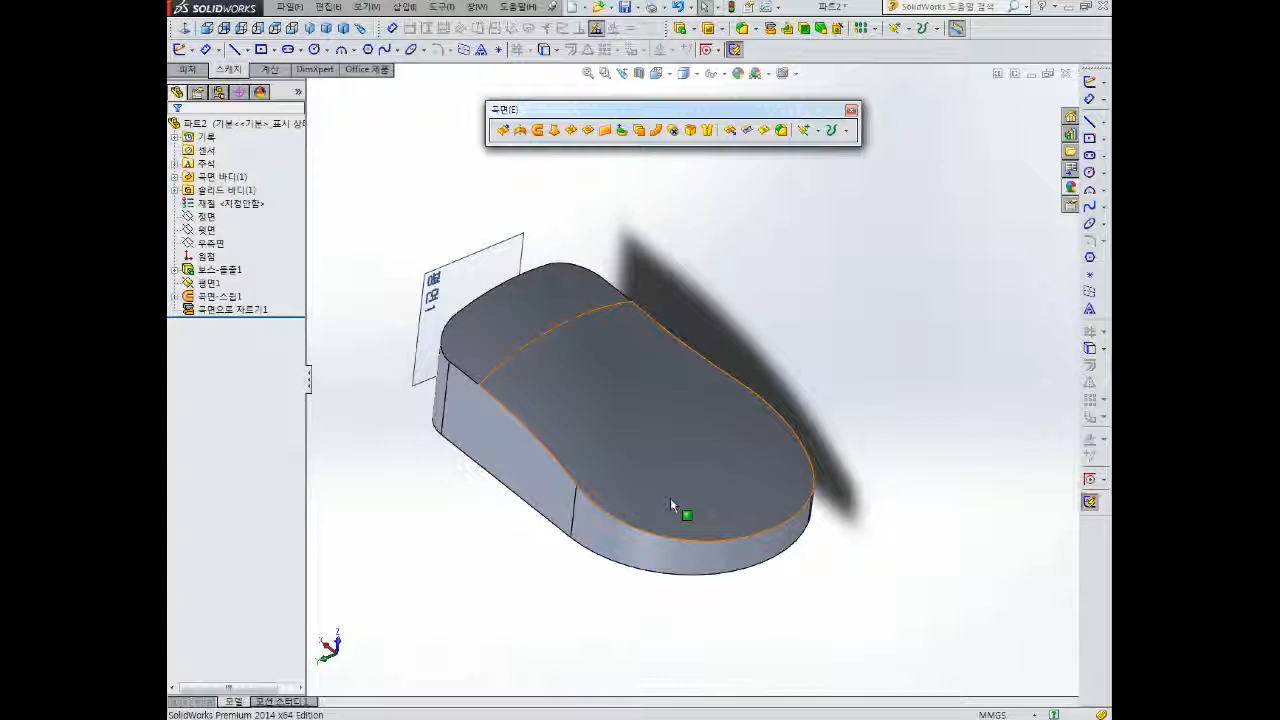 SOLIDWORKS
파일(F) 편집(E) 보기(V) 삽입(I) 도구(T) 창(W) 도움말(H)
파트2 *
SolidWorks 도움말 검색
피처 스케치 계산 DimXpert Office 제품
곡면(E)
파트2 (기본<<기본>_표시 상태
기록
센서
주석
곡면 바디(1)
솔리드 바디(1)
재질 <지정안함>
정면
윗면
우측면
원점
보스-돌출1
평면1
곡면-스윕1
곡면으로 자르기1
평면1
Z
모델 모션 스터디 1
SolidWorks Premium 2014 x64 Edition
MMGS